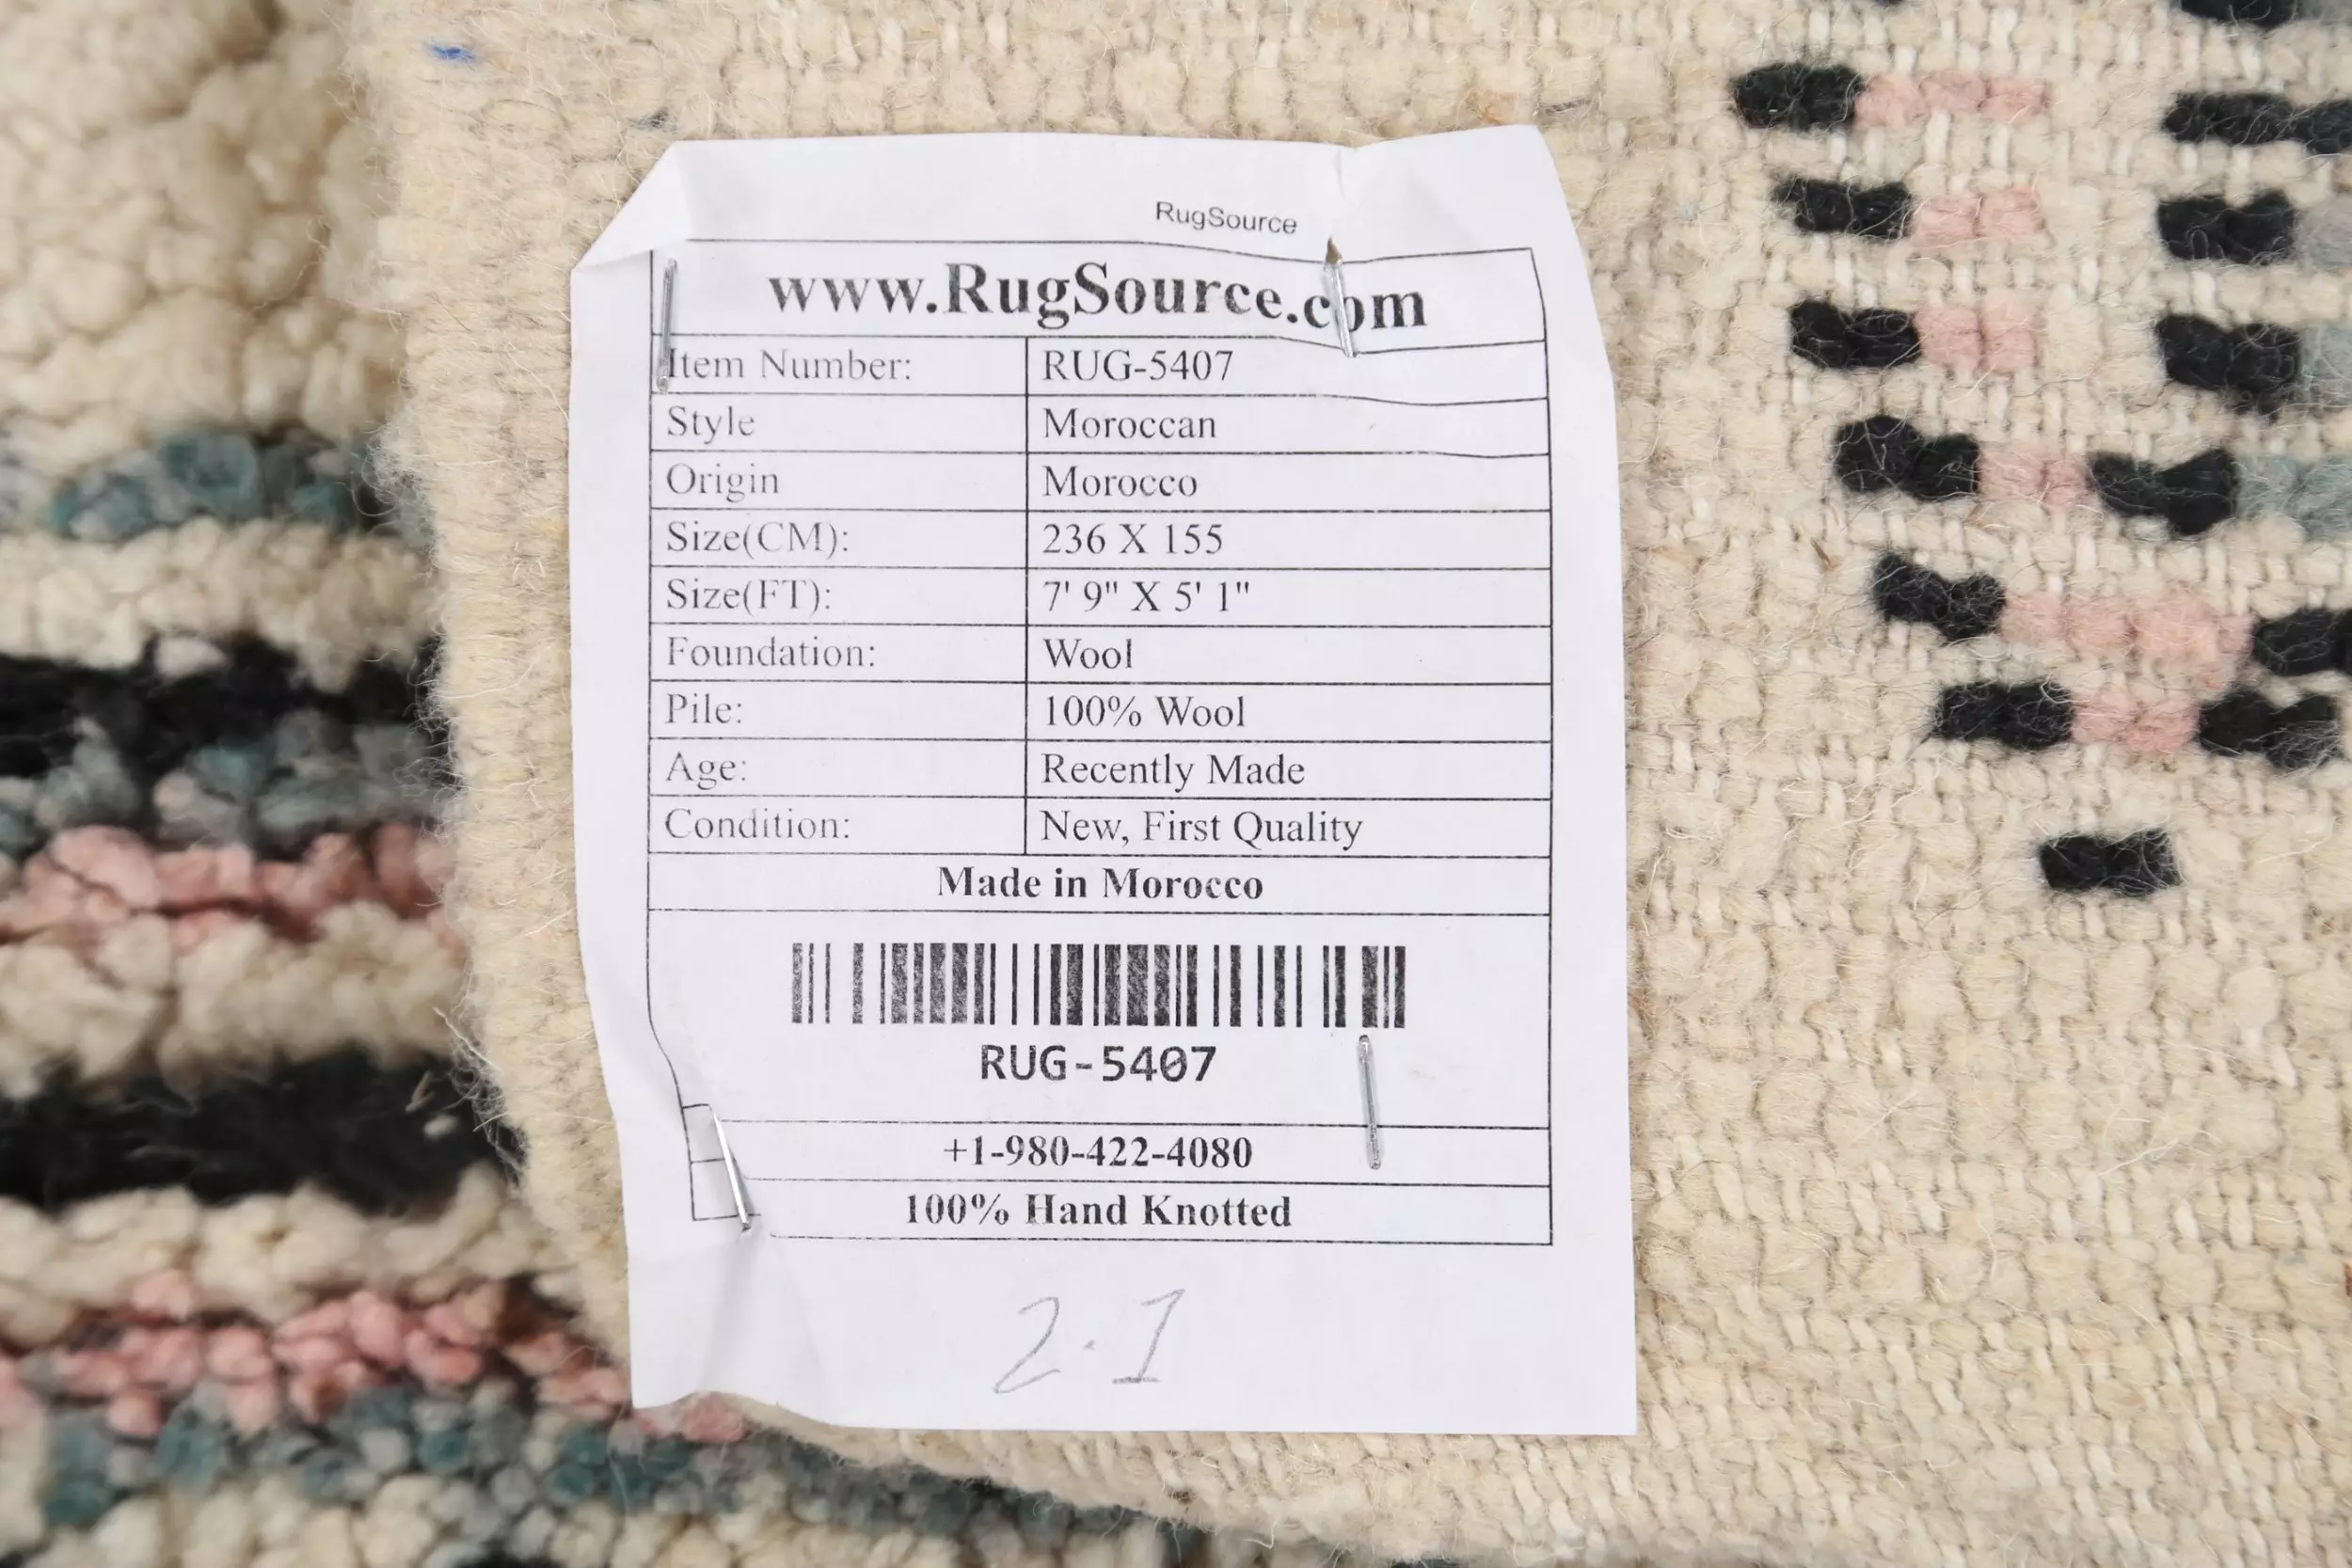 RugSource
www.RugSource.com
Item Number: RUG-5407
Style Moroccan
Origin Morocco
Size(CM): 236 X 155
Size(FT): 7' 9" X 5' 1"
Foundation: Wool
Pile: 100% Wool
Age: Recently Made
Condition: New, First Quality
Made in Morocco
RUG-5407
+1-980-422-4080
100% Hand Knotted
2.1